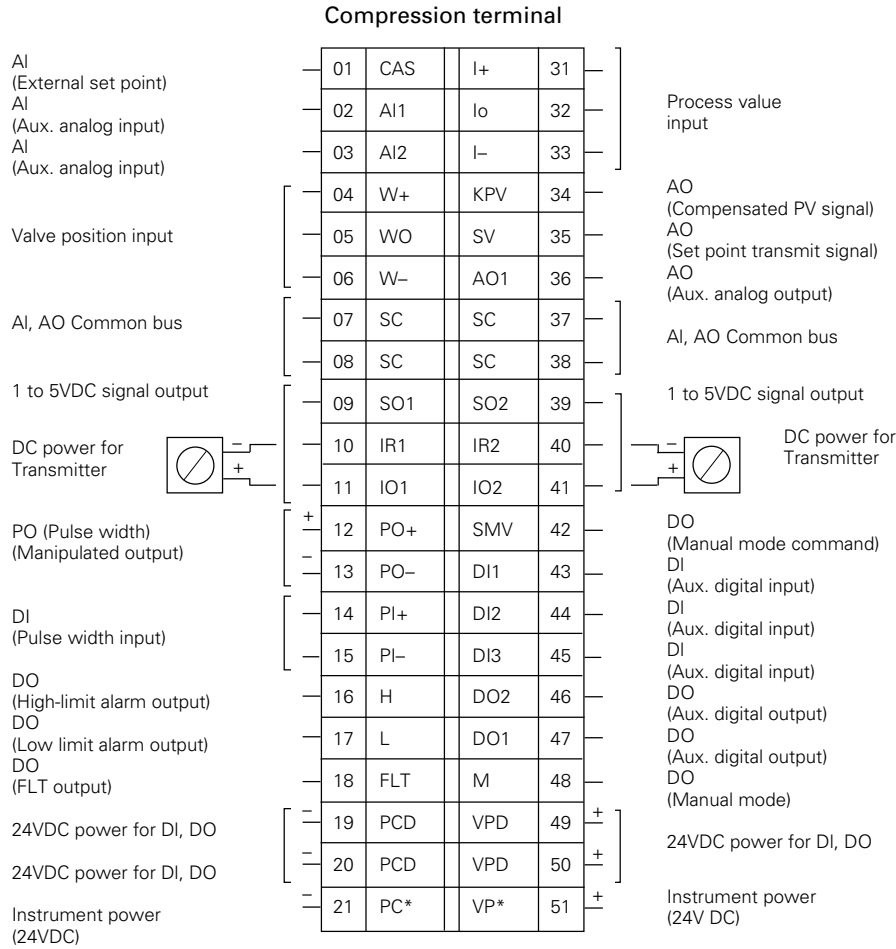 Compression terminal
AI
(External set point)
AI
(Aux. analog input)
AI
(Aux. analog input)
Valve position input
AI, AO Common bus
1 to 5VDC signal output
DC power for
Transmitter
– 
+
PO (Pulse width)
(Manipulated output)
DI
(Pulse width input)
DO
(High-limit alarm output)
DO
(Low limit alarm output)
DO
(FLT output)
24VDC power for DI, DO
24VDC power for DI, DO
Instrument power
(24VDC)
01 CAS I+ 31
02 AI1 Io 32
03 AI2 I– 33
04 W+ KPV 34
05 WO SV 35
06 W– AO1 36
07 SC SC 37
08 SC SC 38
09 SO1 SO2 39
10 IR1 IR2 40
11 IO1 IO2 41
+ 12 PO+ SMV 42
– 13 PO– DI1 43
14 PI+ DI2 44
15 PI– DI3 45
16 H DO2 46
17 L DO1 47
18 FLT M 48
– 19 PCD VPD 49 +
– 20 PCD VPD 50 +
– 21 PC* VP* 51 +
Process value
input
AO
(Compensated PV signal)
AO
(Set point transmit signal)
AO
(Aux. analog output)
AI, AO Common bus
1 to 5VDC signal output
–
+
DC power for
Transmitter
DO
(Manual mode command)
DI
(Aux. digital input)
DI
(Aux. digital input)
DI
(Aux. digital input)
DO
(Aux. digital output)
DO
(Aux. digital output)
DO
(Manual mode)
24VDC power for DI, DO
Instrument power
(24V DC)